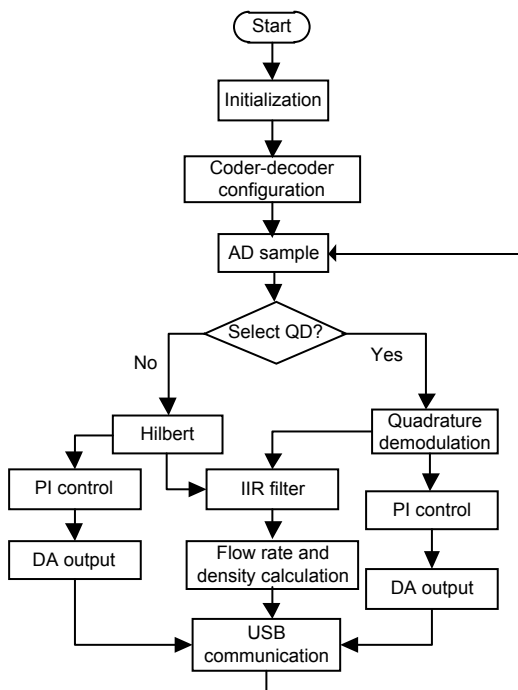 Start
Initialization
Coder-decoder
configuration
AD sample
Select QD?
No
Yes
Hilbert
Quadrature
demodulation
PI control
IIR filter
PI control
DA output
Flow rate and
density calculation
DA output
USB
communication